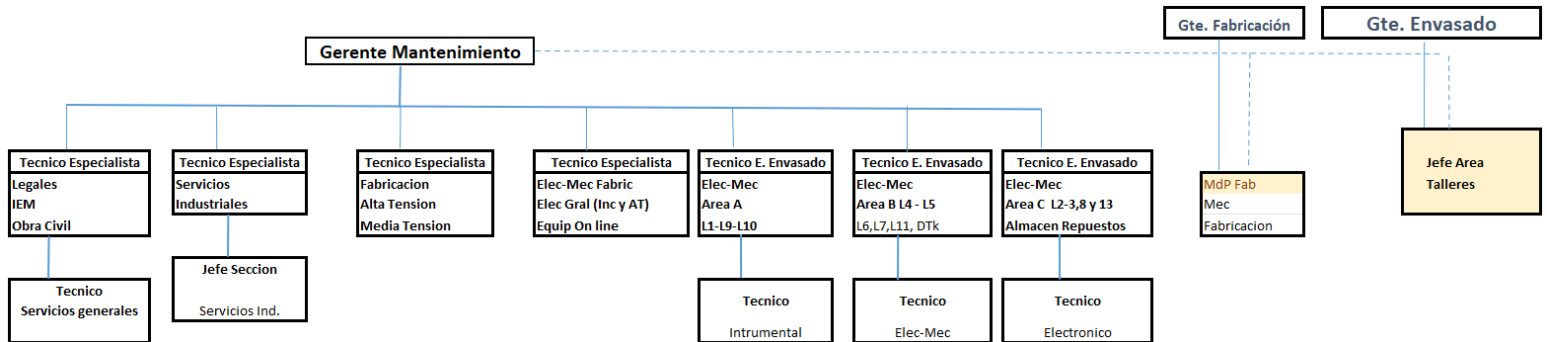 Gte. Fabricación
Gte. Envasado
Gerente Mantenimiento
Tecnico Especialista
Legales
IEM
Obra Civil
Tecnico Especialista
Servicios
Industriales
Tecnico Especialista
Fabricacion
Alta Tension
Media Tension
Tecnico Especialista
Elec-Mec Fabric
Elec Gral (Inc y AT)
Equip On line
Tecnico E. Envasado
Elec-Mec
Area A
L1-L9-L10
Tecnico E. Envasado
Elec-Mec
Area B L4 - L5
L6,L7,L11, DTk
Tecnico E. Envasado
Elec-Mec
Area C  L2-3,8 y 13
Almacen Repuestos
MdP Fab
Mec
Fabricacion
Jefe Area
Talleres
Tecnico
Servicios generales
Jefe Seccion
Servicios Ind.
Tecnico
Intrumental
Tecnico
Elec-Mec
Tecnico
Electronico